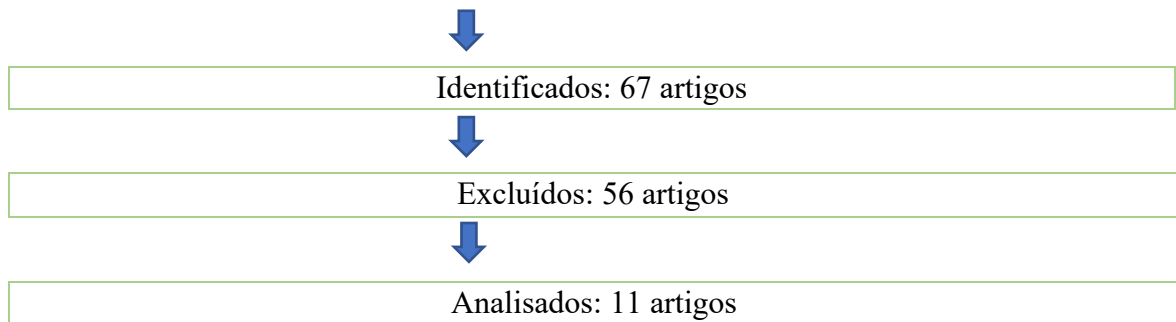 Identificados: 67 artigos
Excluídos: 56 artigos
Analisados: 11 artigos